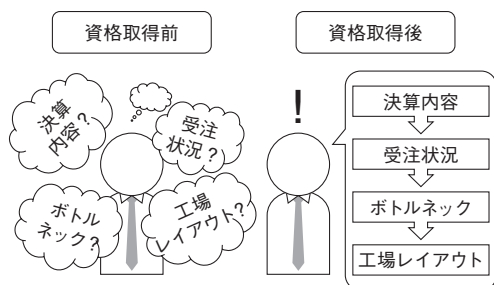 資格取得前
資格取得後
決算
内容?
受注
状況?
ボトル
ネック?
工場
レイアウト?
!
決算内容
受注状況
ボトルネック
工場レイアウト